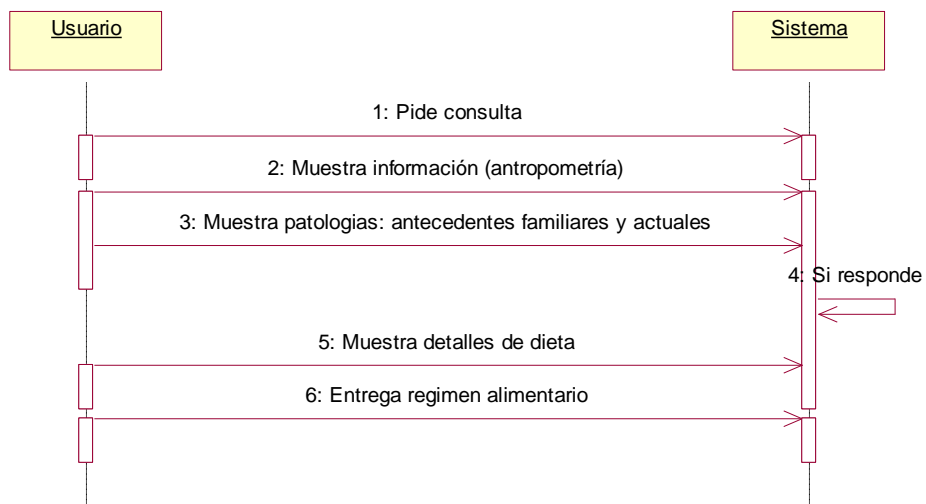 Usuario
Sistema
1: Pide consulta
2: Muestra información (antropometría)
3: Muestra patologias: antecedentes familiares y actuales
4: Si responde
5: Muestra detalles de dieta
6: Entrega regimen alimentario